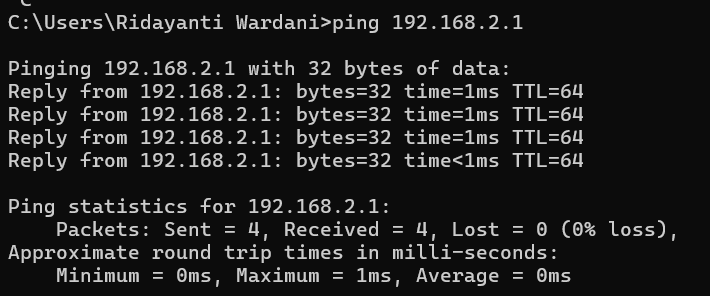 C:\Users\Ridayanti Wardani>ping 192.168.2.1
Pinging 192.168.2.1 with 32 bytes of data:
Reply from 192.168.2.1: bytes=32 time=1ms TTL=64
Reply from 192.168.2.1: bytes=32 time=1ms TTL=64
Reply from 192.168.2.1: bytes=32 time=1ms TTL=64
Reply from 192.168.2.1: bytes=32 time<1ms TTL=64
Ping statistics for 192.168.2.1:
    Packets: Sent = 4, Received = 4, Lost = 0 (0% loss),
Approximate round trip times in milli-seconds:
    Minimum = 0ms, Maximum = 1ms, Average = 0ms